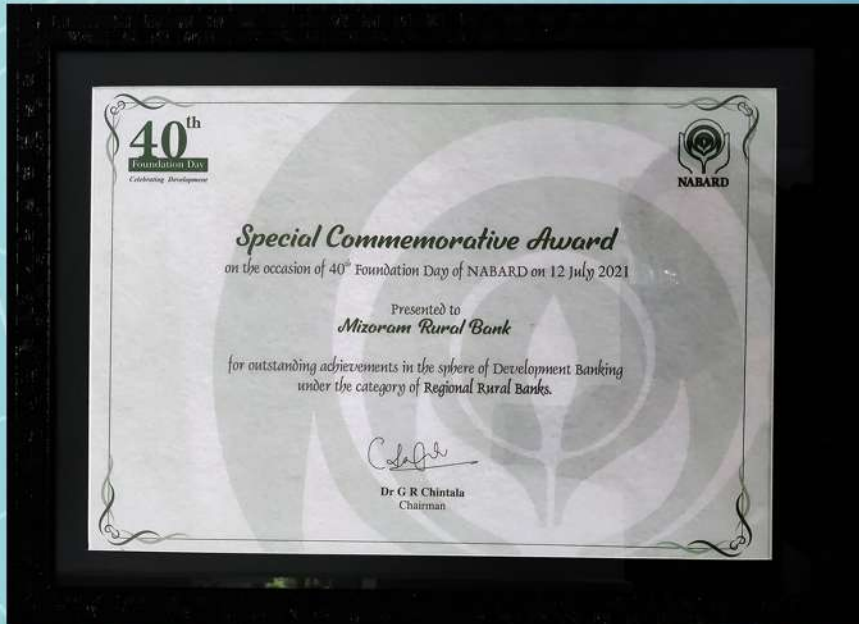 40th
Foundation Day
Celebrating Development
NABARD
Special Commemorative Award
on the occasion of 40th Foundation Day of NABARD on 12 July 2021
Presented to
Mizoram Rural Bank
for outstanding achievements in the sphere of Development Banking
under the category of Regional Rural Banks.
Dr G R Chintala
Chairman